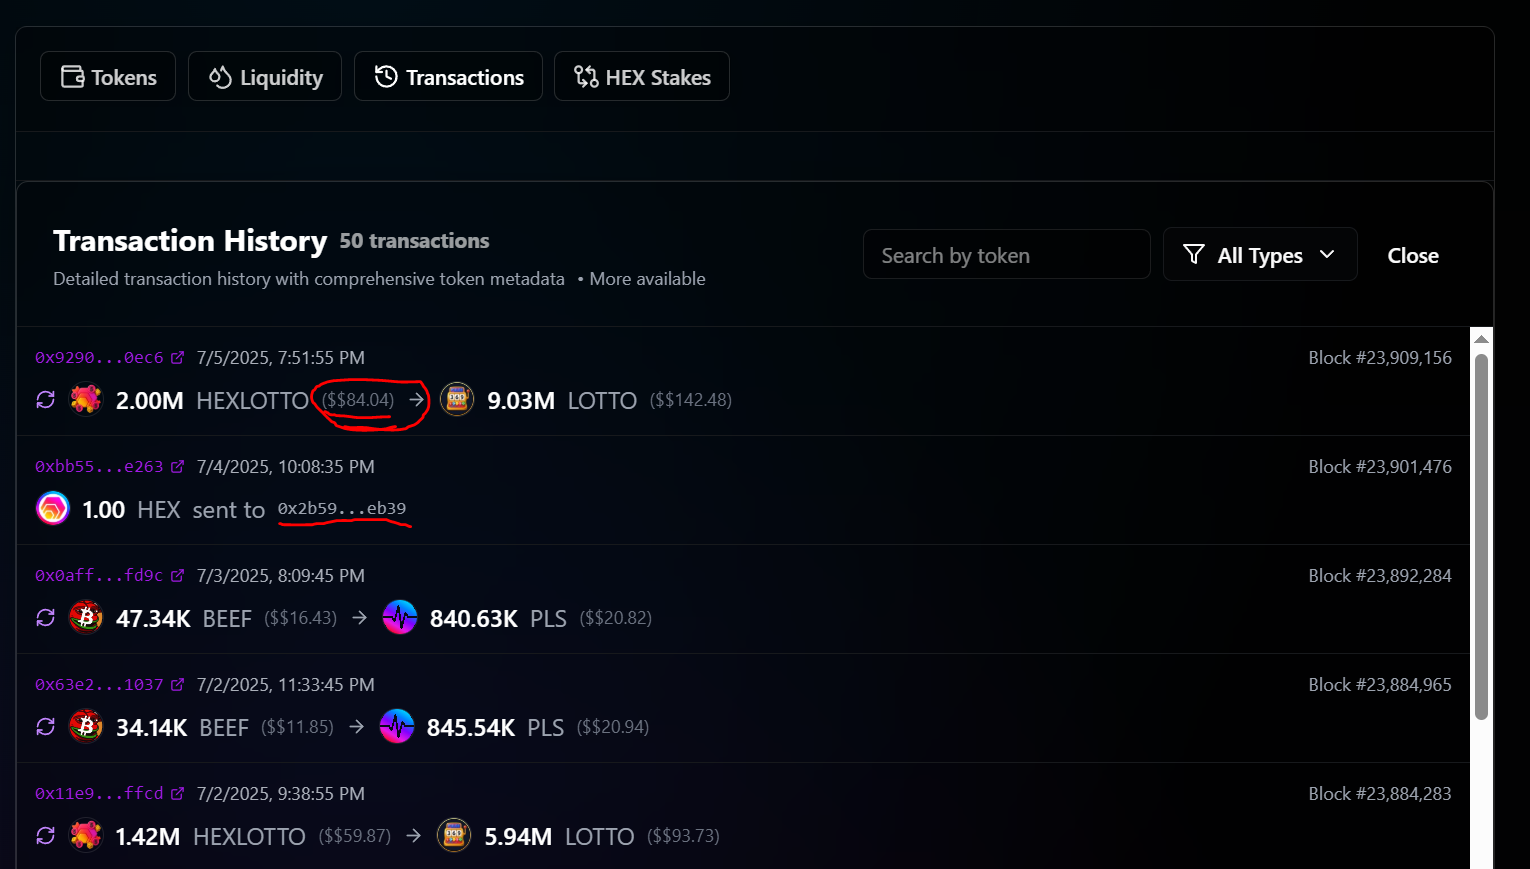 Tokens Liquidity Transactions HEX Stakes
Transaction History 50 transactions
Detailed transaction history with comprehensive token metadata • More available
Search by token All Types Close
0x9290...0ec6 7/5/2025, 7:51:55 PM Block #23,909,156
2.00M HEXLOTTO ($$84.04) → 9.03M LOTTO ($$142.48)
0xbb55...e263 7/4/2025, 10:08:35 PM Block #23,901,476
1.00 HEX sent to 0x2b59...eb39
0x0aff...fd9c 7/3/2025, 8:09:45 PM Block #23,892,284
47.34K BEEF ($$16.43) → 840.63K PLS ($$20.82)
0x63e2...1037 7/2/2025, 11:33:45 PM Block #23,884,965
34.14K BEEF ($$11.85) → 845.54K PLS ($$20.94)
0x11e9...ffcd 7/2/2025, 9:38:55 PM Block #23,884,283
1.42M HEXLOTTO ($$59.87) → 5.94M LOTTO ($$93.73)